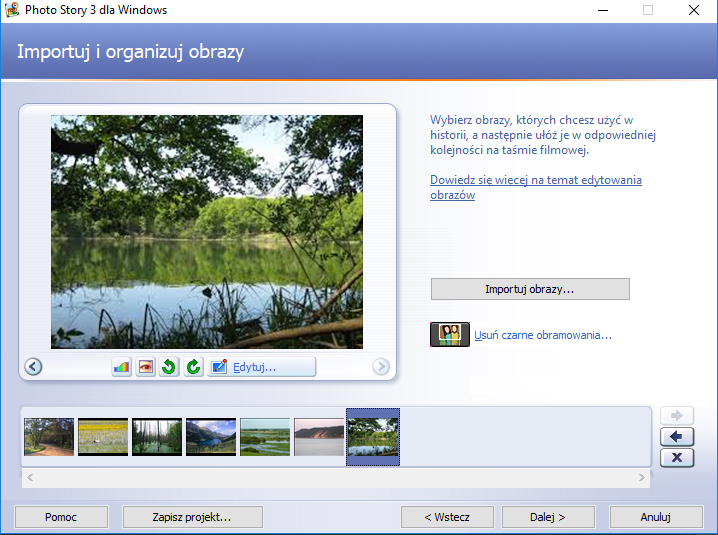 Photo Story 3 dla Windows
Importuj i organizuj obrazy
Wybierz obrazy, których chcesz użyć w
historii, a następnie ułóż je w odpowiedniej
kolejności na taśmie filmowej.
Dowiedz się wiecej na temat edytowania
obrazów
Importuj obrazy...
Usuń czarne obramowania...
Edytuj...
Pomoc
Zapisz projekt...
< Wstecz
Dalej >
Anuluj